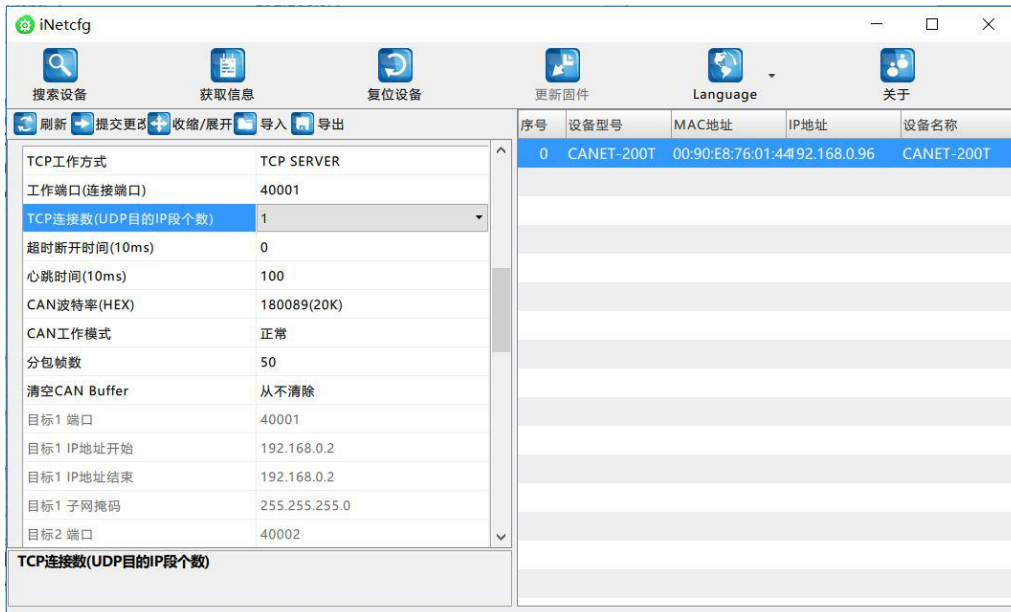 iNetcfg
搜索设备 获取信息 复位设备 更新固件 Language 关于
刷新 提交更改 收缩/展开 导入 导出
序号 设备型号 MAC地址 IP地址 设备名称
0 CANET-200T 00:90:E8:76:01:44 192.168.0.96 CANET-200T
TCP工作方式 TCP SERVER
工作端口(连接端口) 40001
TCP连接数(UDP目的IP段个数) 1
超时断开时间(10ms) 0
心跳时间(10ms) 100
CAN波特率(HEX) 180089(20K)
CAN工作模式 正常
分包帧数 50
清空CAN Buffer 从不清除
目标1 端口 40001
目标1 IP地址开始 192.168.0.2
目标1 IP地址结束 192.168.0.2
目标1 子网掩码 255.255.255.0
目标2 端口 40002
TCP连接数(UDP目的IP段个数)